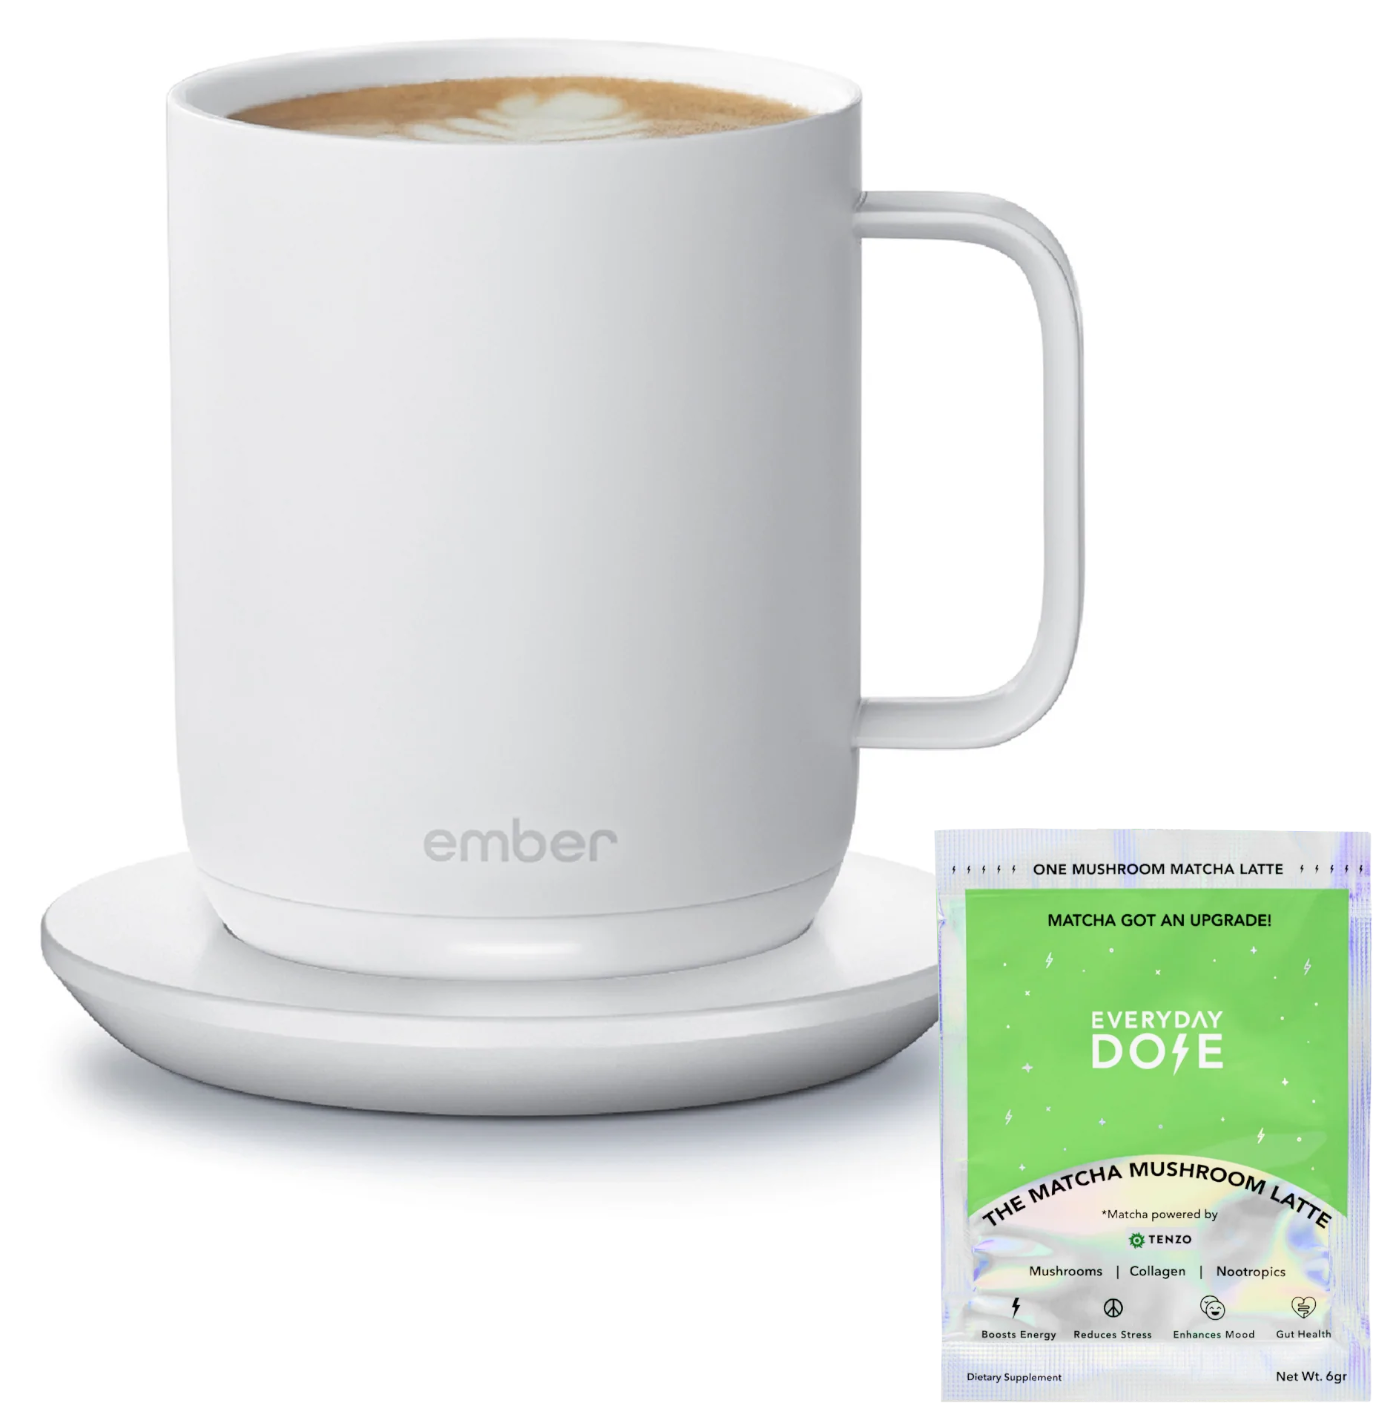 ember
ONE MUSHROOM MATCHA LATTE
MATCHA GOT AN UPGRADE!
EVERYDAY
DOSE
THE MATCHA MUSHROOM LATTE
*Matcha powered by
TENZO
Mushrooms | Collagen | Nootropics
Boosts Energy Reduces Stress Enhances Mood Gut Health
Dietary Supplement Net Wt. 6gr